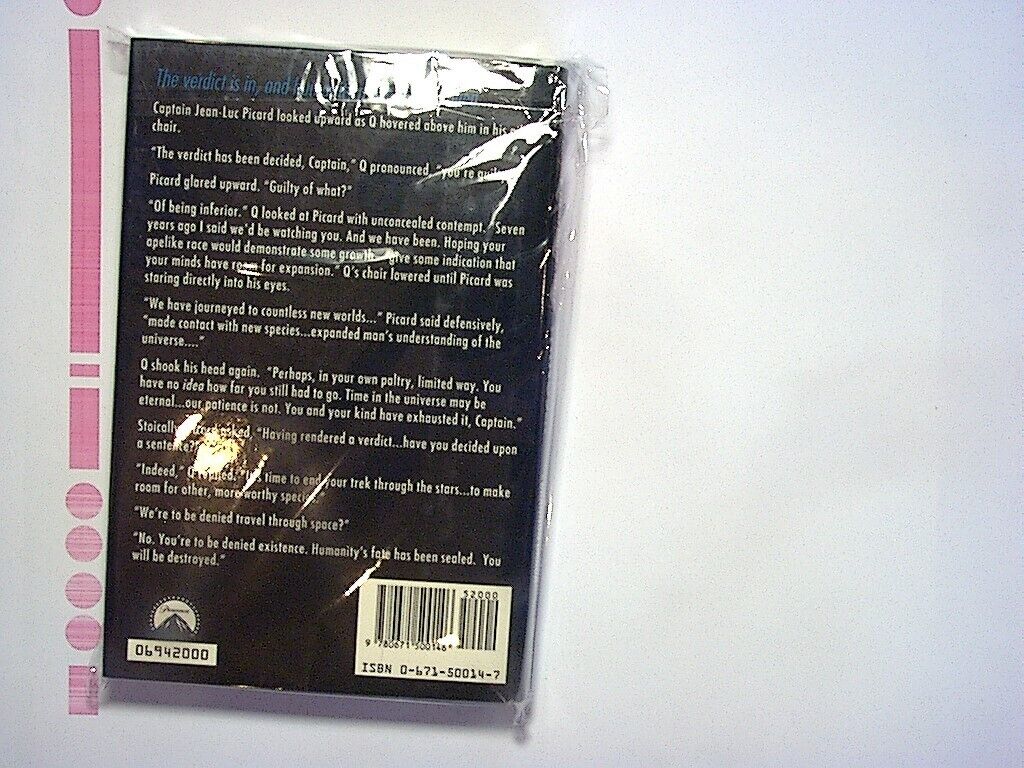 The verdict is in, and
Captain Jean-Luc Picard looked upward as Q hovered above him in his
chair.
"The verdict has been decided, Captain," Q pronounced, "you're guilty
Picard glared upward. "Guilty of what?"
"Of being inferior." Q looked at Picard with unconcealed contempt. "Seven
years ago I said we'd be watching you. And we have been. Hoping your
apelike race would demonstrate some growth... give some indication that
your minds have room for expansion." Q's chair lowered until Picard was
staring directly into his eyes.
"We have journeyed to countless new worlds..." Picard said defensively,
"made contact with new species...expanded man's understanding of the
universe...."
Q shook his head again. "Perhaps, in your own paltry, limited way. You
have no idea how far you still had to go. Time in the universe may be
eternal...our patience is not. You and your kind have exhausted it, Captain."
Stoically, Picard asked, "Having rendered a verdict...have you decided upon
a sentence?"
"Indeed," Q replied. "It's time to end your trek through the stars...to make
room for other, more worthy species."
"We're to be denied travel through space?"
"No. You're to be denied existence. Humanity's fate has been sealed. You
will be destroyed."
Paramount
06942000
52000
9 780671 500146
ISBN 0-671-50014-7